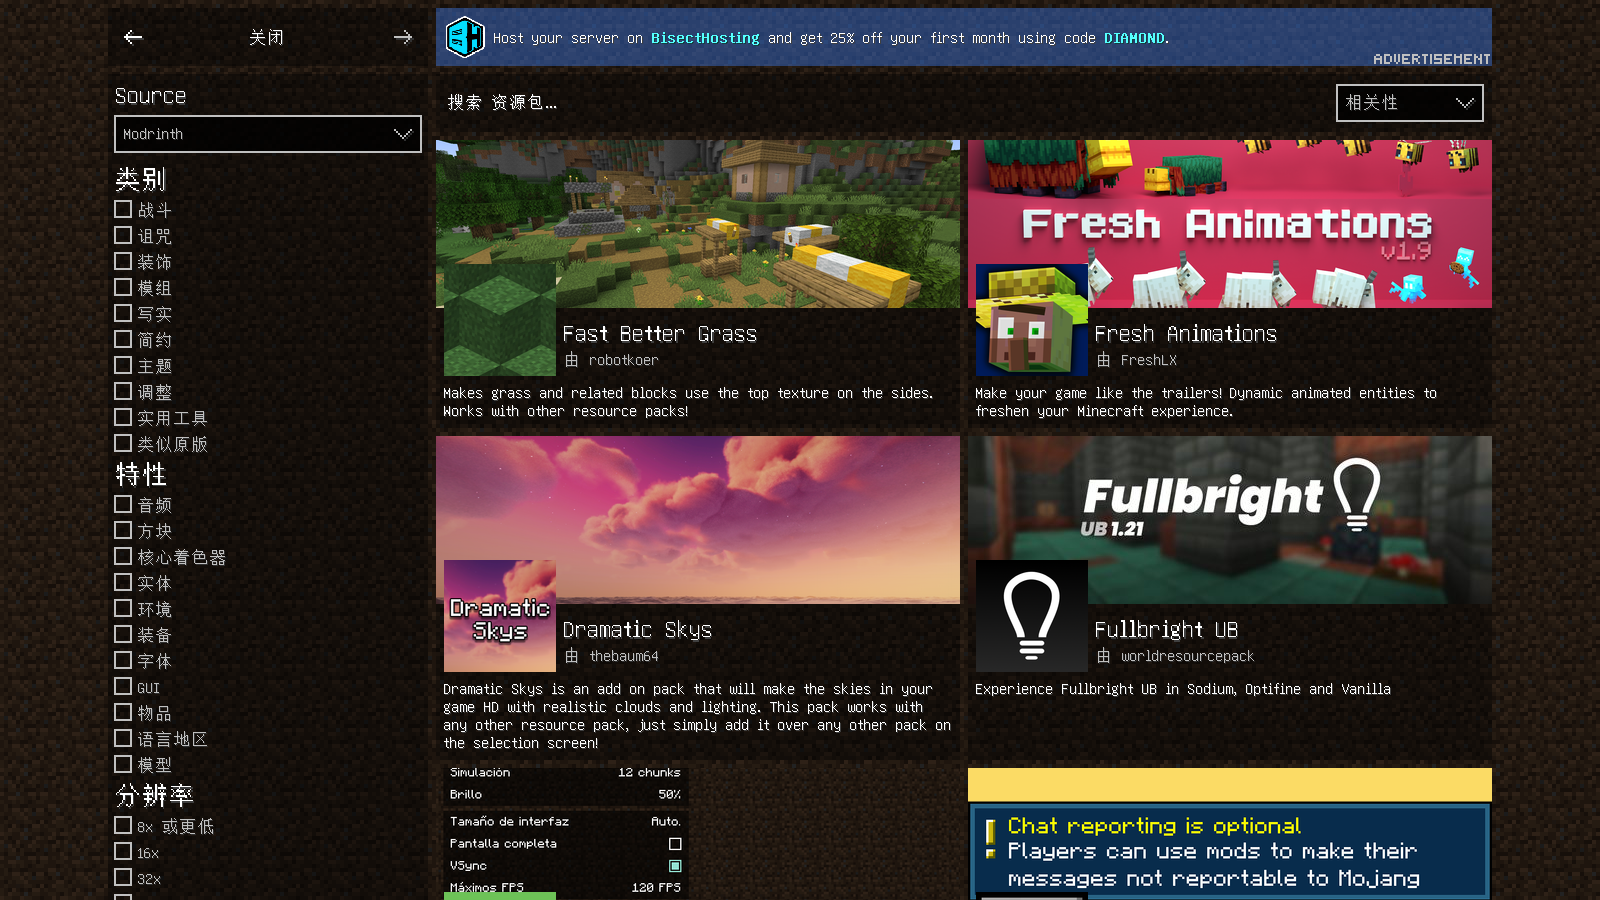 关闭
Host your server on BisectHosting and get 25% off your first month using code DIAMOND.
ADVERTISEMENT
Source
Modrinth
类别
战斗
诅咒
装饰
模组
写实
简约
主题
调整
实用工具
类似原版
特性
音频
方块
核心着色器
实体
环境
装备
字体
GUI
物品
语言地区
模型
分辨率
8x 或更低
16x
32x
搜索 资源包...
相关性
Fast Better Grass
由 robotkoer
Makes grass and related blocks use the top texture on the sides.
Works with other resource packs!
Fresh Animations
v1.9
Fresh Animations
由 FreshLX
Make your game like the trailers! Dynamic animated entities to
freshen your Minecraft experience.
Dramatic
Skys
Dramatic Skys
由 thebaum64
Dramatic Skys is an add on pack that will make the skies in your
game HD with realistic clouds and lighting. This pack works with
any other resource pack, just simply add it over any other pack on
the selection screen!
Fullbright
UB 1.21
Fullbright UB
由 worldresourcepack
Experience Fullbright UB in Sodium, Optifine and Vanilla
Simulación 12 chunks
Brillo 50%
Tamaño de interfaz Auto.
Pantalla completa
VSync
Máximos FPS 120 FPS
Chat reporting is optional
Players can use mods to make their
messages not reportable to Mojang